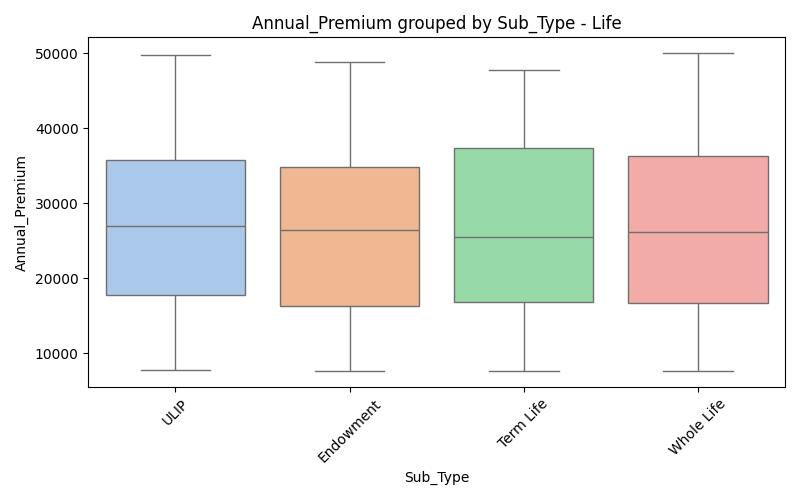 Annual_Premium grouped by Sub_Type - Life
50000
40000
30000
20000
10000
Annual_Premium
ULIP
Endowment
Term Life
Whole Life
Sub_Type